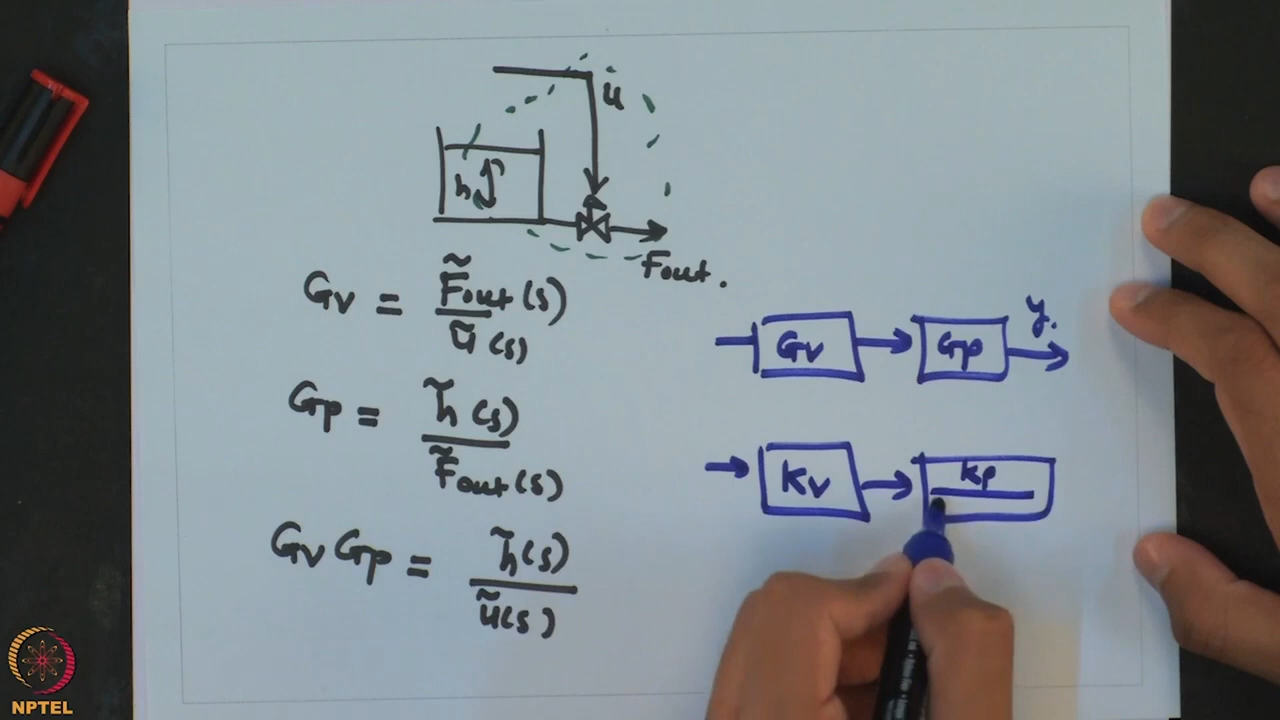 u
h
Fout.
Gv = F̃out(s) / ũ(s)
Gp = h̃(s) / F̃out(s)
GvGp = h̃(s) / ũ(s)
Gv Gp y.
Kv Kp
NPTEL